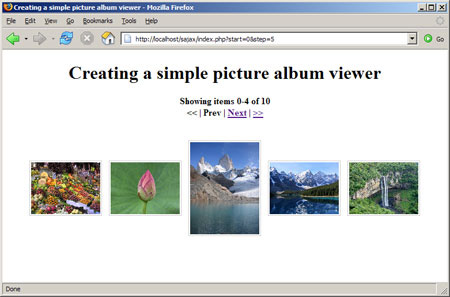 Creating a simple picture album viewer - Mozilla Firefox
File Edit View Go Bookmarks Tools Help
http://localhost/sajax/index.php?start=0&step=5 Go
Creating a simple picture album viewer
Showing items 0-4 of 10
<< | Prev | Next | >>
Done